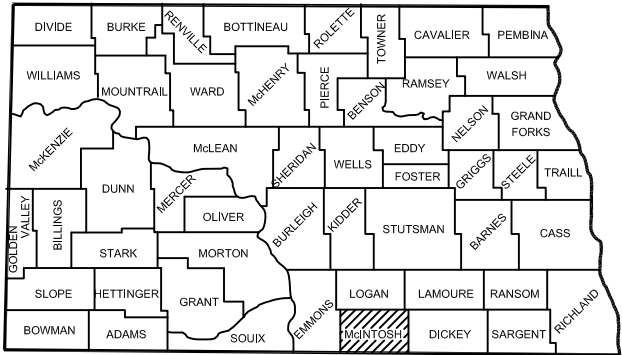 DIVIDE
BURKE
RENVILLE
BOTTINEAU
ROLETTE
TOWNER
CAVALIER
PEMBINA
WILLIAMS
MOUNTRAIL
WARD
McHENRY
PIERCE
BENSON
RAMSEY
WALSH
McKENZIE
McLEAN
SHERIDAN
WELLS
EDDY
FOSTER
NELSON
GRAND
FORKS
GRIGGS
STEELE
TRAILL
DUNN
MERCER
OLIVER
GOLDEN
VALLEY
BILLINGS
BURLEIGH
KIDDER
STUTSMAN
BARNES
CASS
STARK
MORTON
SLOPE
HETTINGER
GRANT
EMMONS
LOGAN
LAMOURE
RANSOM
RICHLAND
BOWMAN
ADAMS
SOUIX
McINTOSH
DICKEY
SARGENT